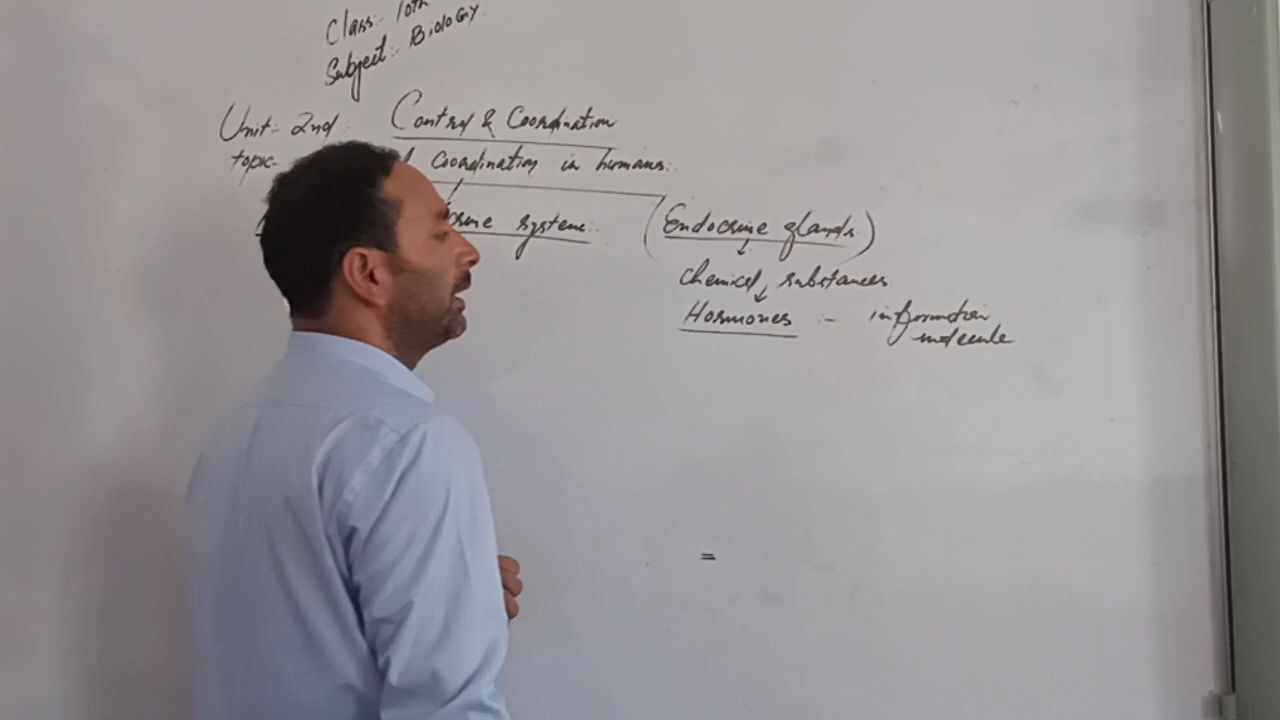 Class:- 10th
Subject:- Biology
Unit:- 2nd: Control & Coordination
topic- coordination in humans:
crine system:. (Endocrine glands)
chemical substances
Hormones :- information
molecule
=